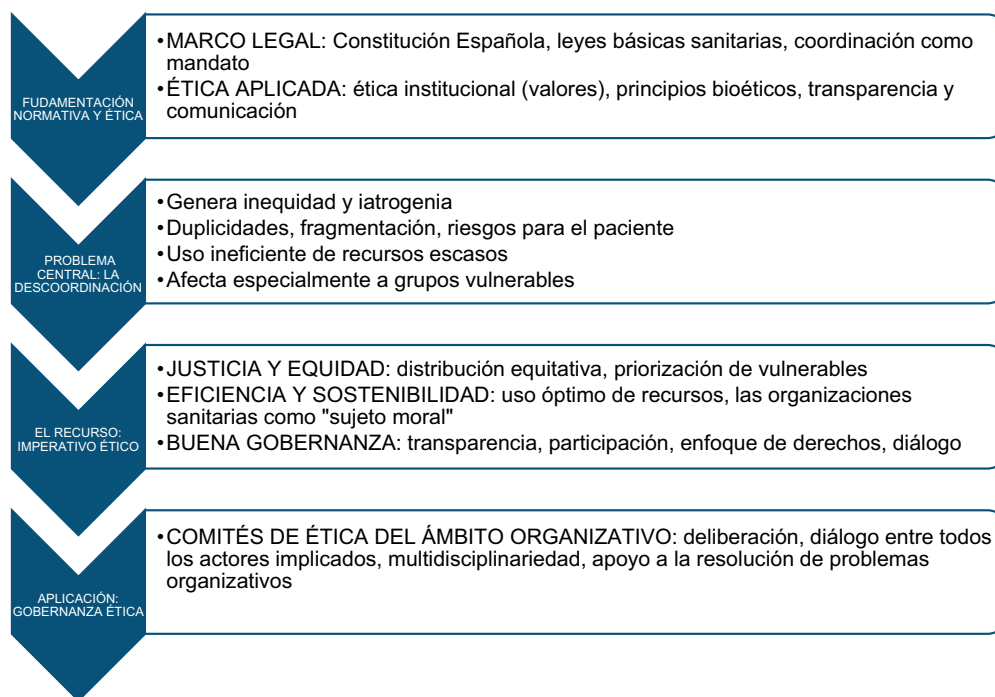 FUDAMENTACIÓN
NORMATIVA Y ÉTICA
•MARCO LEGAL: Constitución Española, leyes básicas sanitarias, coordinación como
mandato
•ÉTICA APLICADA: ética institucional (valores), principios bioéticos, transparencia y
comunicación
PROBLEMA
CENTRAL: LA
DESCOORDINACIÓN
•Genera inequidad y iatrogenia
•Duplicidades, fragmentación, riesgos para el paciente
•Uso ineficiente de recursos escasos
•Afecta especialmente a grupos vulnerables
EL RECURSO:
IMPERATIVO ÉTICO
•JUSTICIA Y EQUIDAD: distribución equitativa, priorización de vulnerables
•EFICIENCIA Y SOSTENIBILIDAD: uso óptimo de recursos, las organizaciones
sanitarias como "sujeto moral"
•BUENA GOBERNANZA: transparencia, participación, enfoque de derechos, diálogo
APLICACIÓN:
GOBERNANZA ÉTICA
•COMITÉS DE ÉTICA DEL ÁMBITO ORGANIZATIVO: deliberación, diálogo entre todos
los actores implicados, multidisciplinariedad, apoyo a la resolución de problemas
organizativos